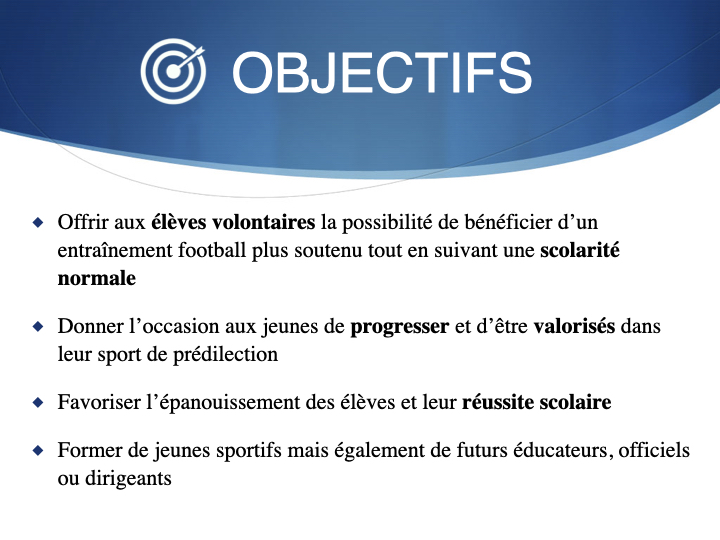 OBJECTIFS
Offrir aux élèves volontaires la possibilité de bénéficier d’un
entraînement football plus soutenu tout en suivant une scolarité
normale
Donner l’occasion aux jeunes de progresser et d’être valorisés dans
leur sport de prédilection
Favoriser l’épanouissement des élèves et leur réussite scolaire
Former de jeunes sportifs mais également de futurs éducateurs, officiels
ou dirigeants